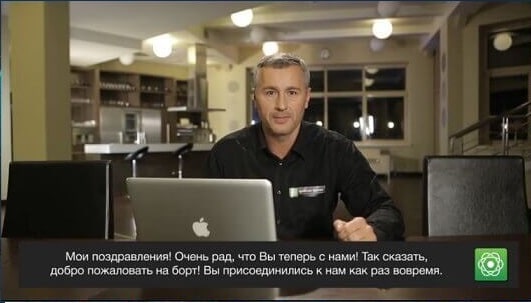 Мои поздравления! Очень рад, что Вы теперь с нами! Так сказать,
добро пожаловать на борт! Вы присоединились к нам как раз вовремя.